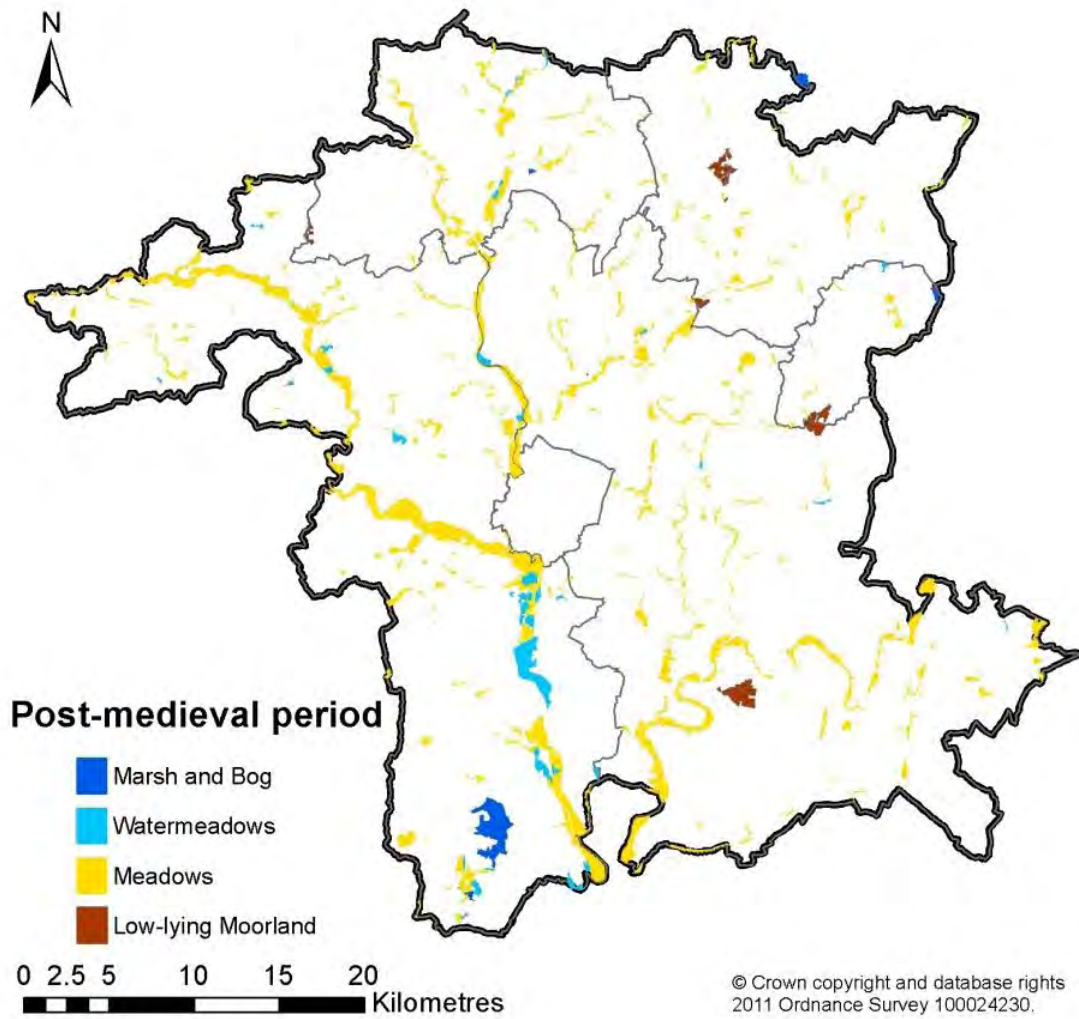 N
Post-medieval period
Marsh and Bog
Watermeadows
Meadows
Low-lying Moorland
0 2.5 5 10 15 20
Kilometres
© Crown copyright and database rights
2011 Ordnance Survey 100024230.